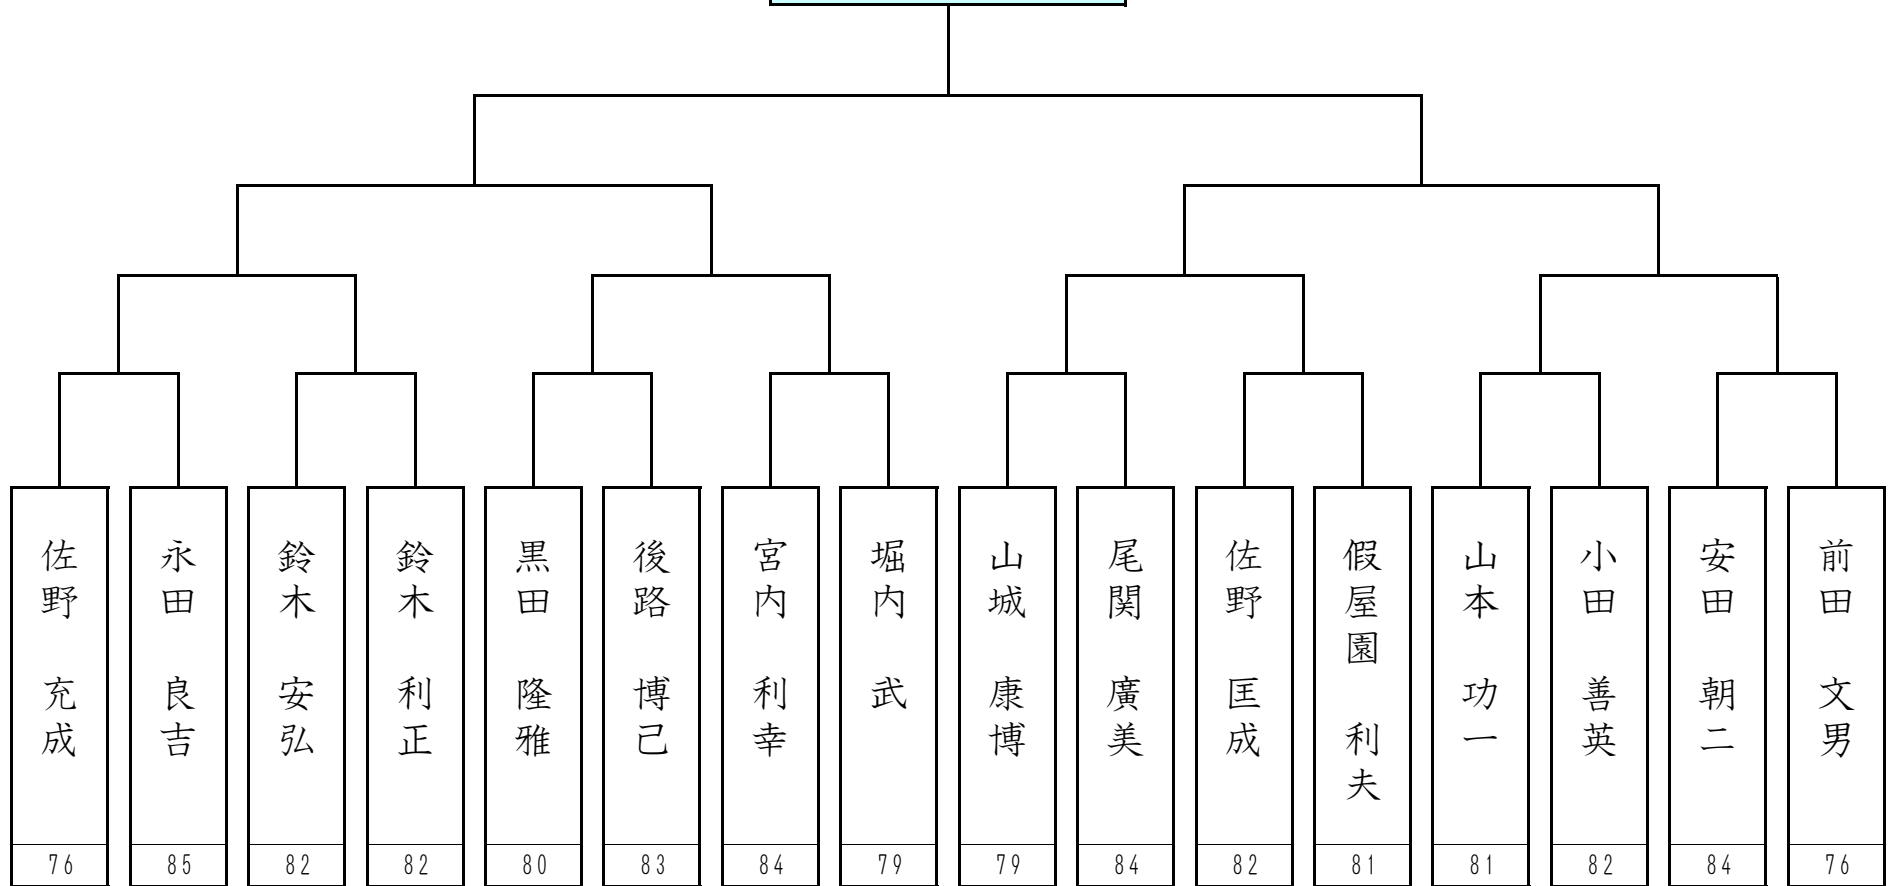 佐野 充成
76
永田 良吉
85
鈴木 安弘
82
鈴木 利正
82
黒田 隆雅
80
後路 博己
83
宮内 利幸
84
堀内 武
79
山城 康博
79
尾関 廣美
84
佐野 匡成
82
假屋園 利夫
81
山本 功一
81
小田 善英
82
安田 朝二
84
前田 文男
76